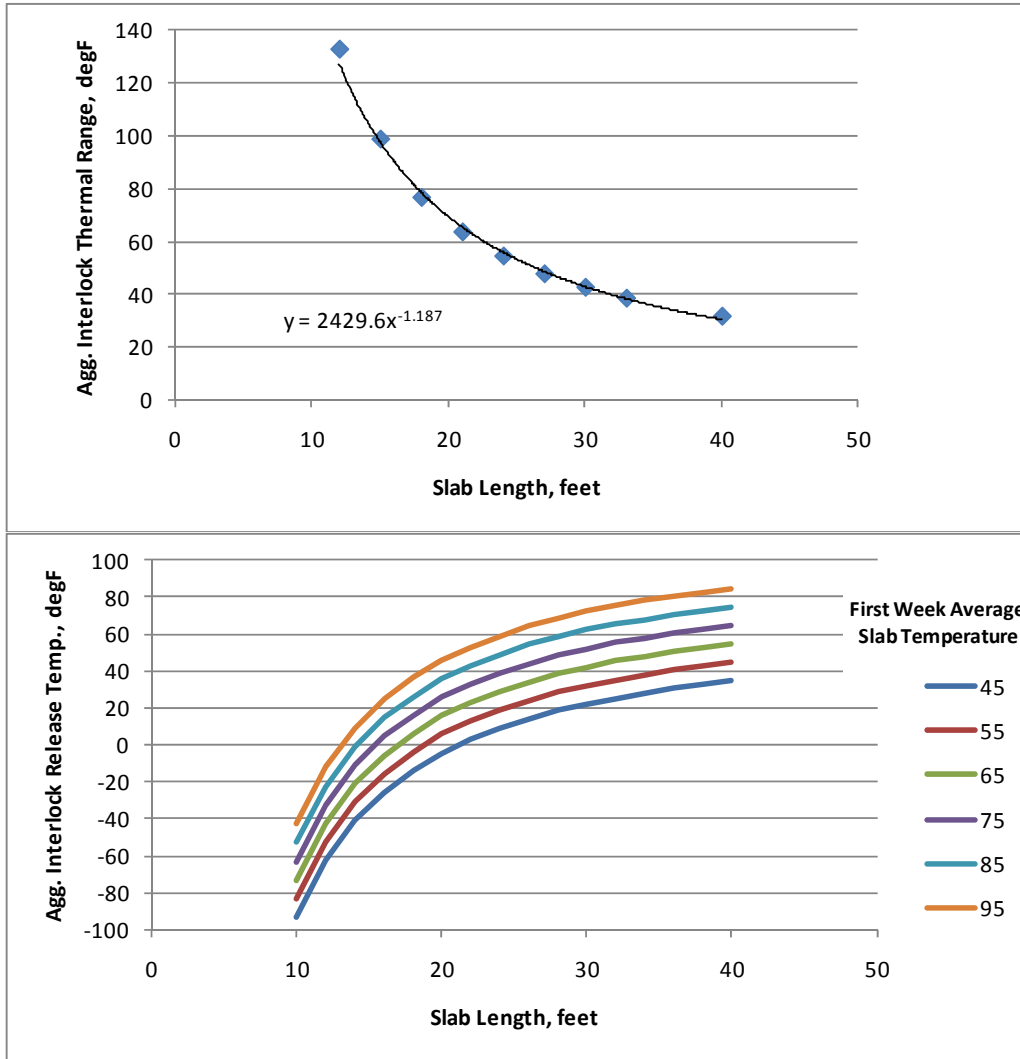 Agg. Interlock Thermal Range, degF
140
120
100
80
60
40
20
0
y = 2429.6x^-1.187
0 10 20 30 40 50
Slab Length, feet
Agg. Interlock Release Temp., degF
100
80
60
40
20
0
-20
-40
-60
-80
-100
0 10 20 30 40 50
Slab Length, feet
First Week Average
Slab Temperature
45
55
65
75
85
95